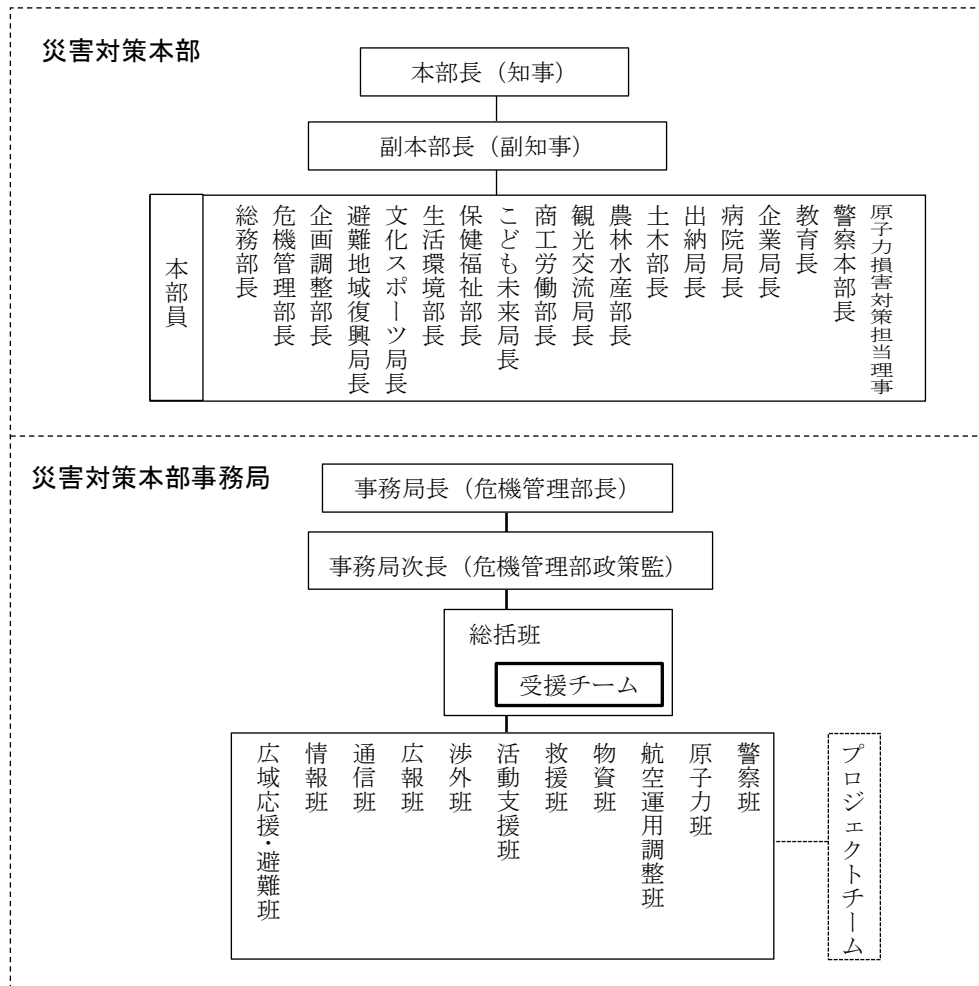 災害対策本部
本部長（知事）
副本部長（副知事）
本部員
総務部長
危機管理部長
企画調整部長
避難地域復興局長
文化スポーツ局長
生活環境部長
保健福祉部長
こども未来局長
商工労働部長
観光交流局長
農林水産部長
土木部長
出納局長
病院局長
企業局長
教育長
警察本部長
原子力損害対策担当理事
災害対策本部事務局
事務局長（危機管理部長）
事務局次長（危機管理部政策監）
総括班
受援チーム
広域応援・避難班
情報班
通信班
広報班
渉外班
活動支援班
救援班
物資班
航空運用調整班
原子力班
警察班
プロジェクトチーム